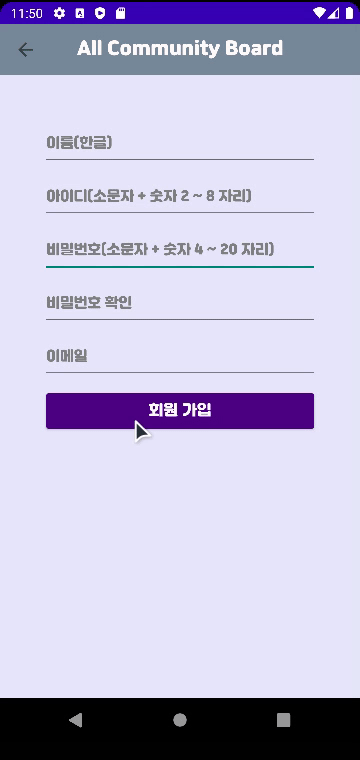 11:50
All Community Board
이름(한글)
아이디(소문자 + 숫자 2 ~ 8 자리)
비밀번호(소문자 + 숫자 4 ~ 20 자리)
비밀번호 확인
이메일
회원 가입